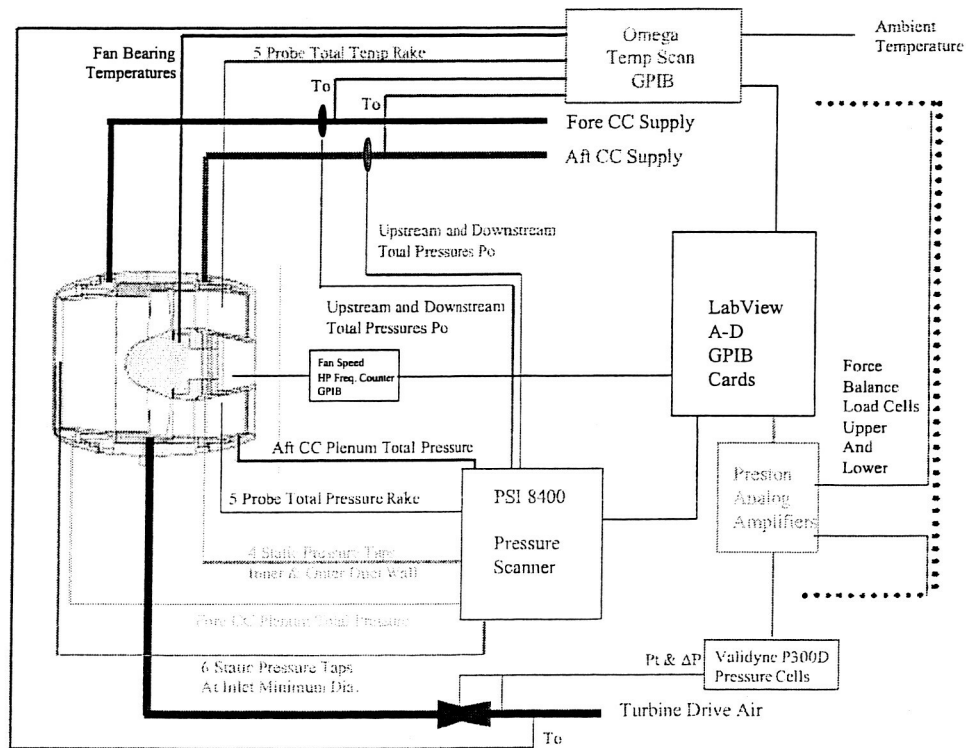 Omega
Temp Scan
GPIB
Ambient
Temperature
Fan Bearing
Temperatures
5 Probe Total Temp Rake
To
To
Fore CC Supply
Aft CC Supply
Upstream and Downstream
Total Pressures Po
Upstream and Downstream
Total Pressures Po
LabView
A-D
GPIB
Cards
Fan Speed
HP Freq. Counter
GPIB
Force
Balance
Load Cells
Upper
And
Lower
Aft CC Plenum Total Pressure
5 Probe Total Pressure Rake
PSI 8400
Pressure
Scanner
Preston
Analog
Amplifiers
4 Static Pressure Taps
Inner & Outer Duct Wall
Fore CC Plenum Total Pressure
6 Static Pressure Taps
At Inlet Minimum Dia.
Pt & ΔP
Validyne P300D
Pressure Cells
Turbine Drive Air
To